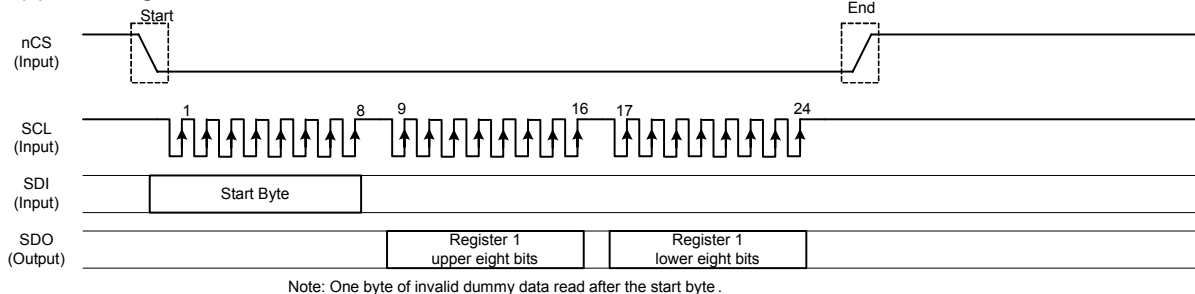 Start
End
nCS
(Input)
1
8
9
16
17
24
SCL
(Input)
SDI
(Input)
Start Byte
SDO
(Output)
Register 1
upper eight bits
Register 1
lower eight bits
Note: One byte of invalid dummy data read after the start byte .